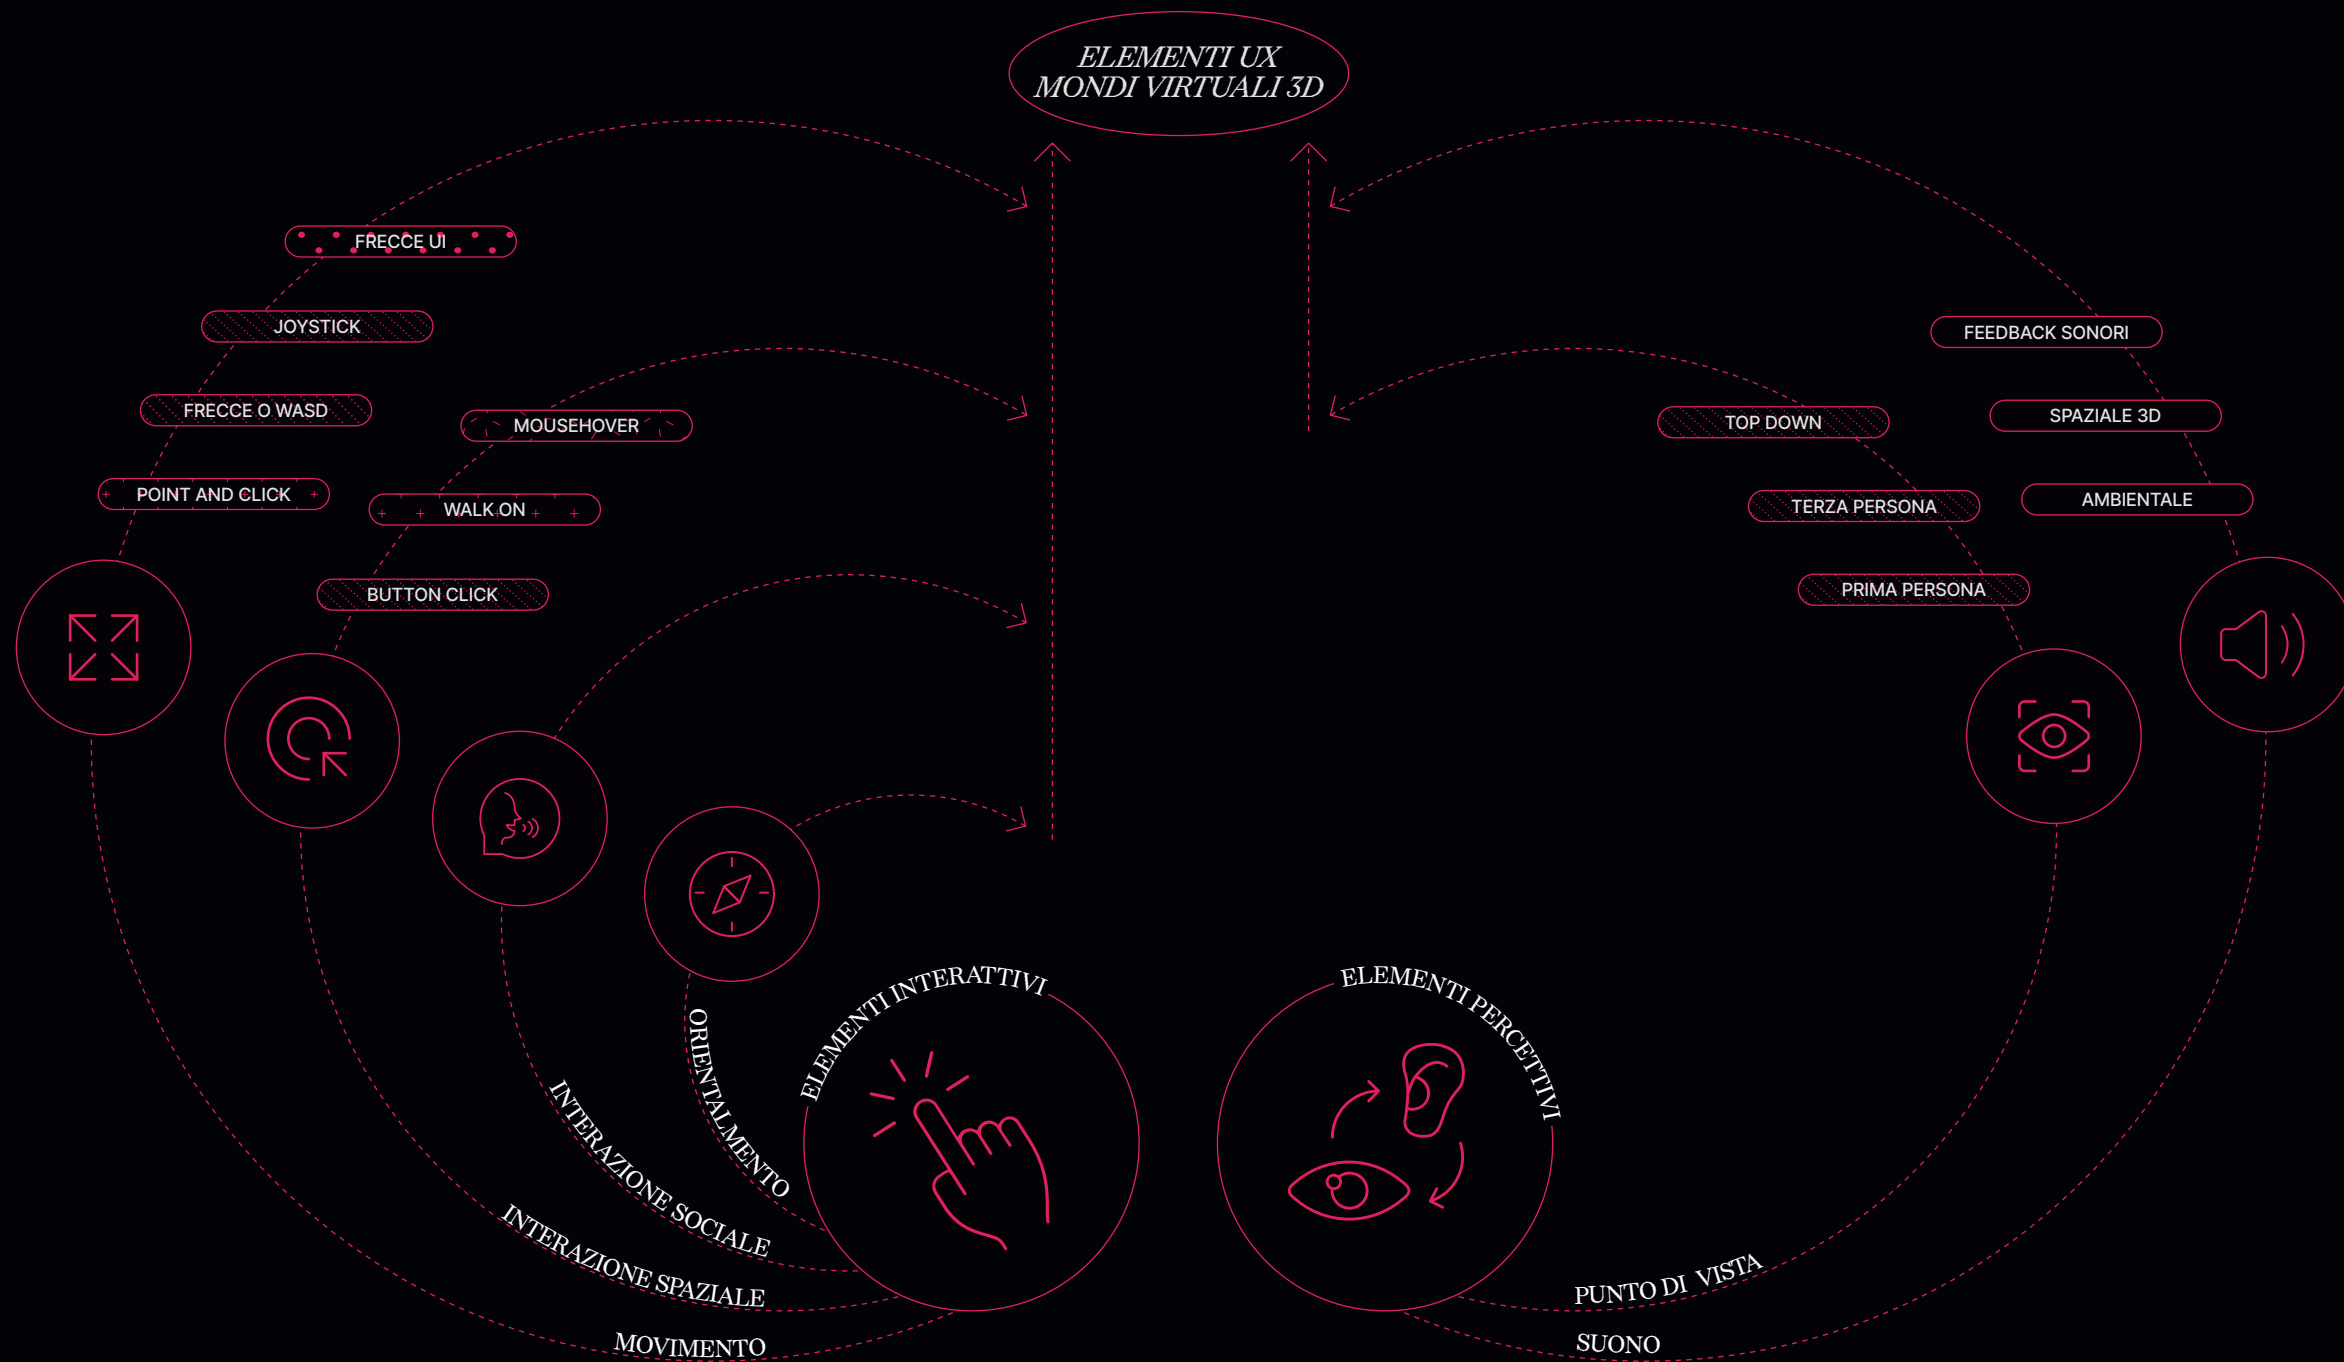 ELEMENTI UX
MONDI VIRTUALI 3D
FRECCE UI
JOYSTICK
FRECCE O WASD
POINT AND CLICK
MOUSEHOVER
WALK ON
BUTTON CLICK
FEEDBACK SONORI
SPAZIALE 3D
AMBIENTALE
TOP DOWN
TERZA PERSONA
PRIMA PERSONA
ELEMENTI INTERATTIVI
ELEMENTI PERCETTIVI
ORIENTALMENTO
INTERAZIONE SOCIALE
INTERAZIONE SPAZIALE
MOVIMENTO
PUNTO DI VISTA
SUONO